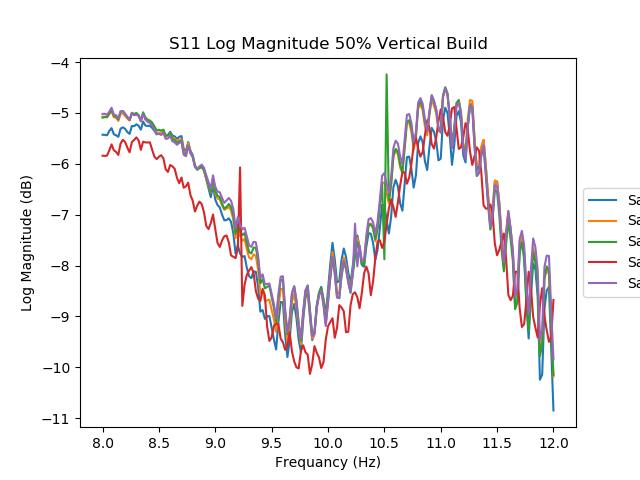 S11 Log Magnitude 50% Vertical Build
Log Magnitude (dB)
−4
−5
−6
−7
−8
−9
−10
−11
8.0 8.5 9.0 9.5 10.0 10.5 11.0 11.5 12.0
Frequancy (Hz)
Sa
Sa
Sa
Sa
Sa